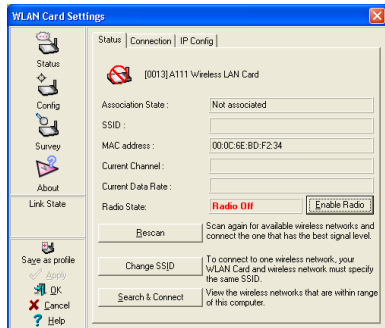 WLAN Card Settings
Status
Config
Survey
About
Link State
Save as profile
Apply
OK
Cancel
Help
Status Connection IP Config
[0013] A111 Wireless LAN Card
Association State : Not associated
SSID :
MAC address : 00:0C:6E:BD:F2:34
Current Channel :
Current Data Rate :
Radio State: Radio Off Enable Radio
Rescan
Scan again for available wireless networks and
connect the one that has the best signal level.
Change SSID
To connect to one wireless network, your
WLAN Card and wireless network must specify
the same SSID.
Search & Connect
View the wireless networks that are within range
of this computer.